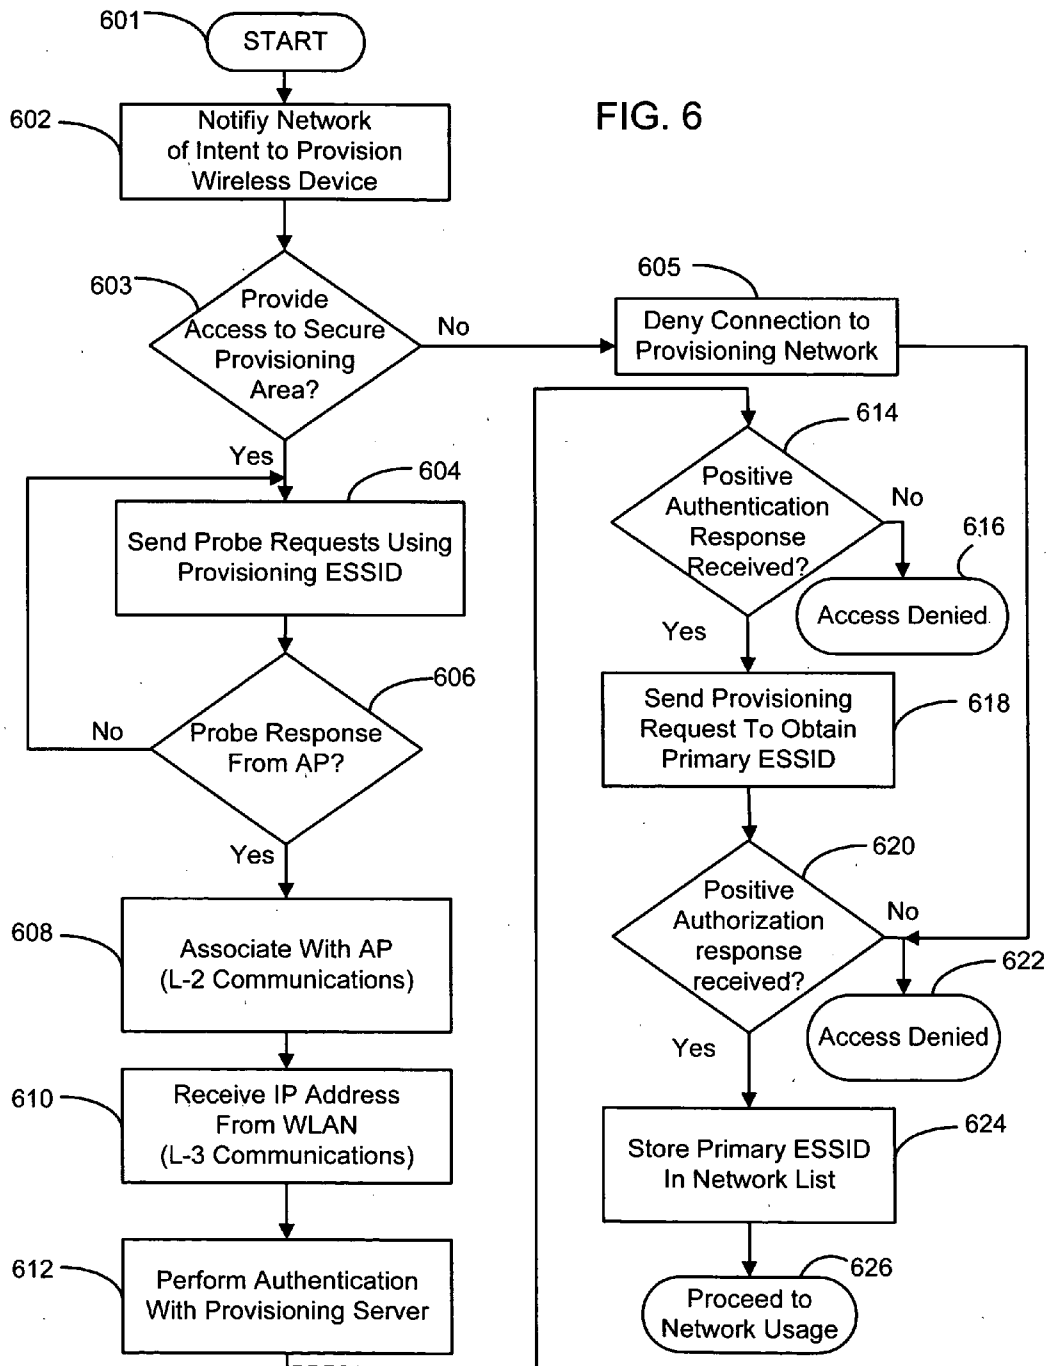 601
START
602
Notifiy Network
of Intent to Provision
Wireless Device
FIG. 6
603
Provide
Access to Secure
Provisioning
Area?
No
Yes
605
Deny Connection to
Provisioning Network
604
Send Probe Requests Using
Provisioning ESSID
606
Probe Response
From AP?
No
Yes
608
Associate With AP
(L-2 Communications)
610
Receive IP Address
From WLAN
(L-3 Communications)
612
Perform Authentication
With Provisioning Server
614
Positive
Authentication
Response
Received?
No
616
Access Denied
Yes
618
Send Provisioning
Request To Obtain
Primary ESSID
620
Positive
Authorization
response
received?
No
622
Access Denied
Yes
624
Store Primary ESSID
In Network List
626
Proceed to
Network Usage